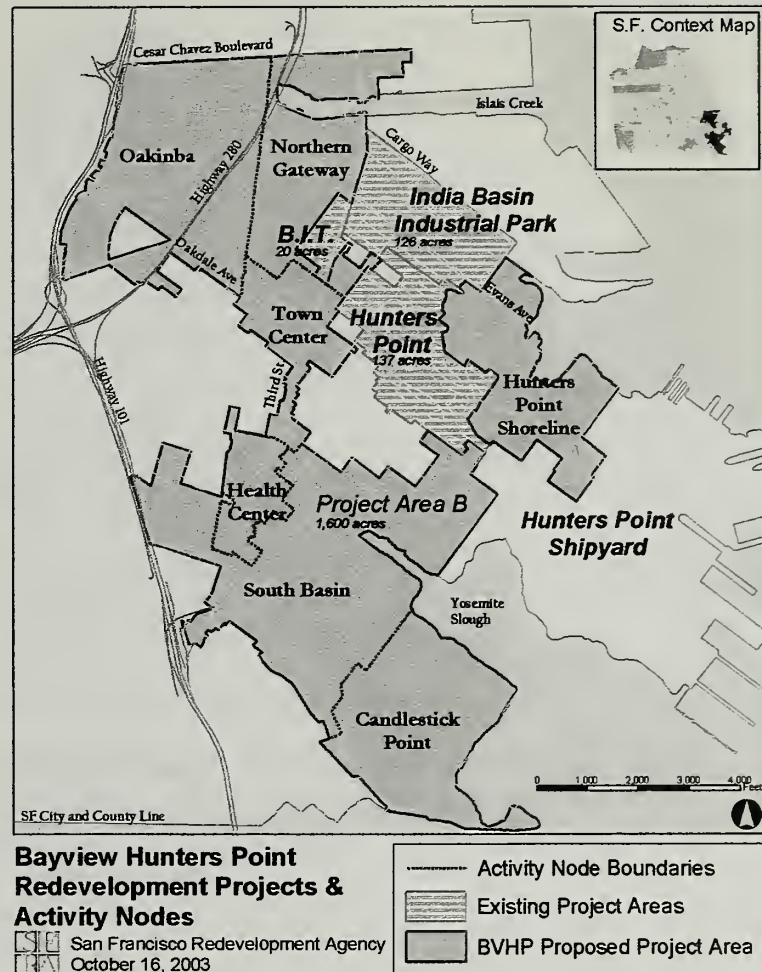 S.F. Context Map
Cesar Chavez Boulevard
Islais Creek
Cargo Way
Oakinba
Highway 280
Northern
Gateway
India Basin
Industrial Park
126 acres
B.I.T.
20 acres
Oakdale Ave
Evans Ave
Town
Center
Hunters
Point
137 acres
Highway 101
Third St
Hunters
Point
Shoreline
Health
Center
Project Area B
1,600 acres
Hunters Point
Shipyard
South Basin
Yosemite
Slough
Candlestick
Point
0 1,000 2,000 3,000 4,000
Feet
SF City and County Line
Bayview Hunters Point
Redevelopment Projects &
Activity Nodes
San Francisco Redevelopment Agency
October 16, 2003
Activity Node Boundaries
Existing Project Areas
BVHP Proposed Project Area